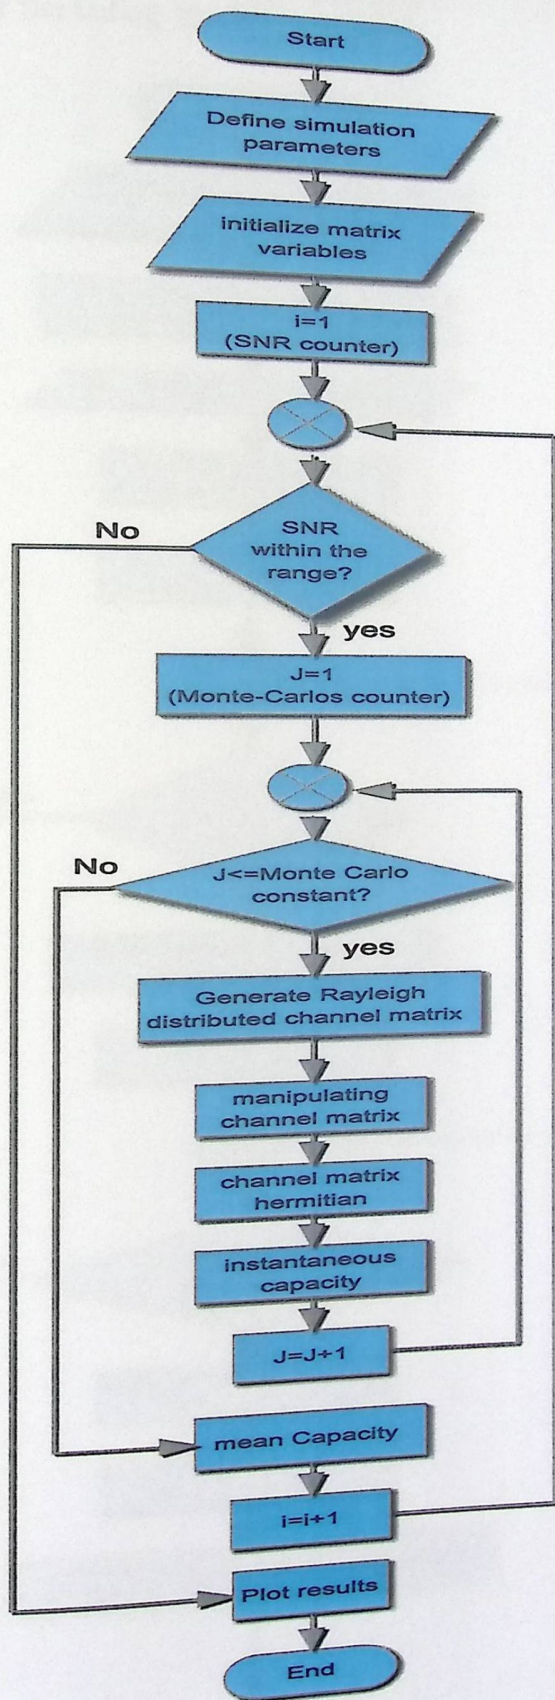 Start
Define simulation
parameters
initialize matrix
variables
i=1
(SNR counter)
SNR
within the
range?
No
yes
J=1
(Monte-Carlos counter)
No
J<=Monte Carlo
constant?
yes
Generate Rayleigh
distributed channel matrix
manipulating
channel matrix
channel matrix
hermitian
instantaneous
capacity
J=J+1
mean Capacity
i=i+1
Plot results
End